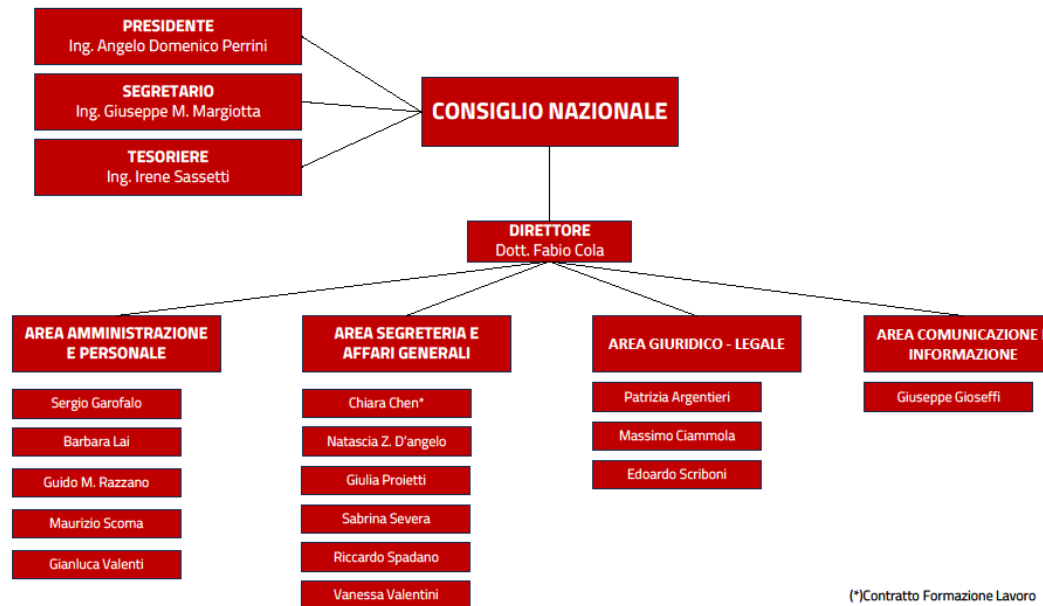 PRESIDENTE
Ing. Angelo Domenico Perrini
SEGRETARIO
Ing. Giuseppe M. Margiotta
TESORIERE
Ing. Irene Sassetti
CONSIGLIO NAZIONALE
DIRETTORE
Dott. Fabio Cola
AREA AMMINISTRAZIONE
E PERSONALE
Sergio Garofalo
Barbara Lai
Guido M. Razzano
Maurizio Scoma
Gianluca Valenti
AREA SEGRETERIA E
AFFARI GENERALI
Chiara Chen*
Natascia Z. D'angelo
Giulia Proietti
Sabrina Severa
Riccardo Spadano
Vanessa Valentini
AREA GIURIDICO - LEGALE
Patrizia Argentieri
Massimo Ciammola
Edoardo Scriboni
AREA COMUNICAZIONE
INFORMAZIONE
Giuseppe Gioseffi
(*)Contratto Formazione Lavoro